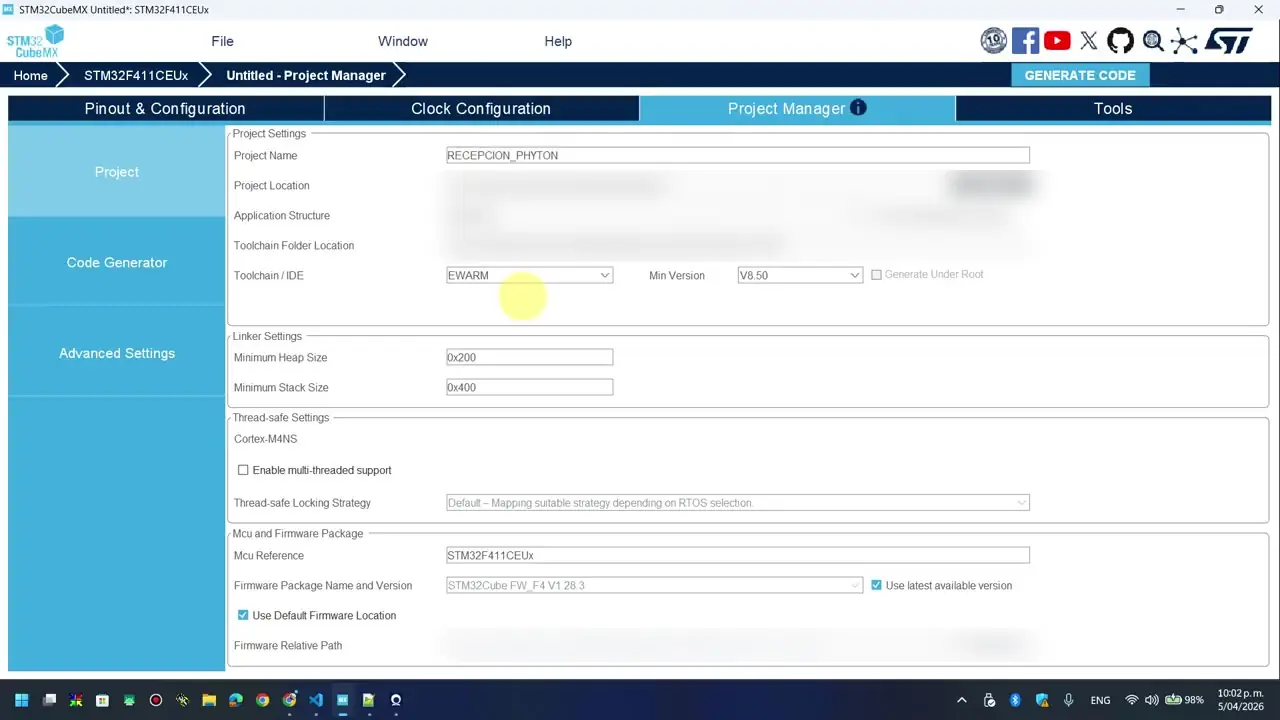 STM32CubeMX Untitled*: STM32F411CEUx
STM32
CubeMX
File
Window
Help
10
Home
STM32F411CEUx
Untitled - Project Manager
GENERATE CODE
Pinout & Configuration
Clock Configuration
Project Manager
Tools
Project
Code Generator
Advanced Settings
Project Settings
Project Name
RECEPCION_PHYTON
Project Location
Application Structure
Toolchain Folder Location
Toolchain / IDE
EWARM
Min Version
V8.50
Generate Under Root
Linker Settings
Minimum Heap Size
0x200
Minimum Stack Size
0x400
Thread-safe Settings
Cortex-M4NS
Enable multi-threaded support
Thread-safe Locking Strategy
Default – Mapping suitable strategy depending on RTOS selection.
Mcu and Firmware Package
Mcu Reference
STM32F411CEUx
Firmware Package Name and Version
STM32Cube FW_F4 V1.28.3
Use latest available version
Use Default Firmware Location
Firmware Relative Path
ENG
98%
10:02 p.m.
5/04/2026